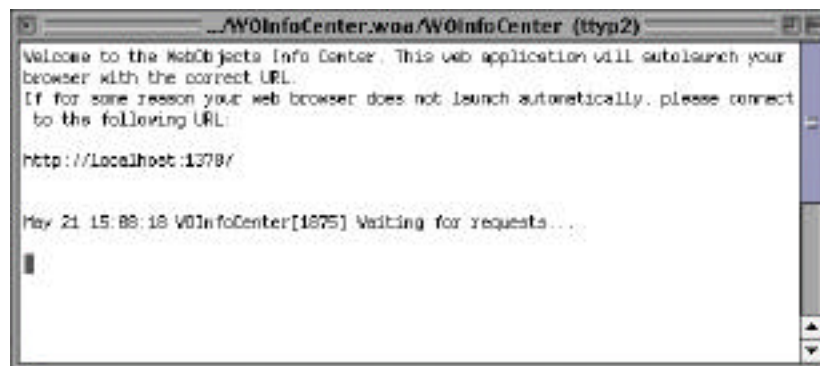 .../WOInfoCenter.woa/WOInfoCenter (ttyp2)
Welcome to the WebObjects Info Center. This web application will autolaunch your
browser with the correct URL.
If for some reason your web browser does not launch automatically, please connect
to the following URL:
http://localhost:1378/
May 21 15:08:18 WOInfoCenter[1875] Waiting for requests...